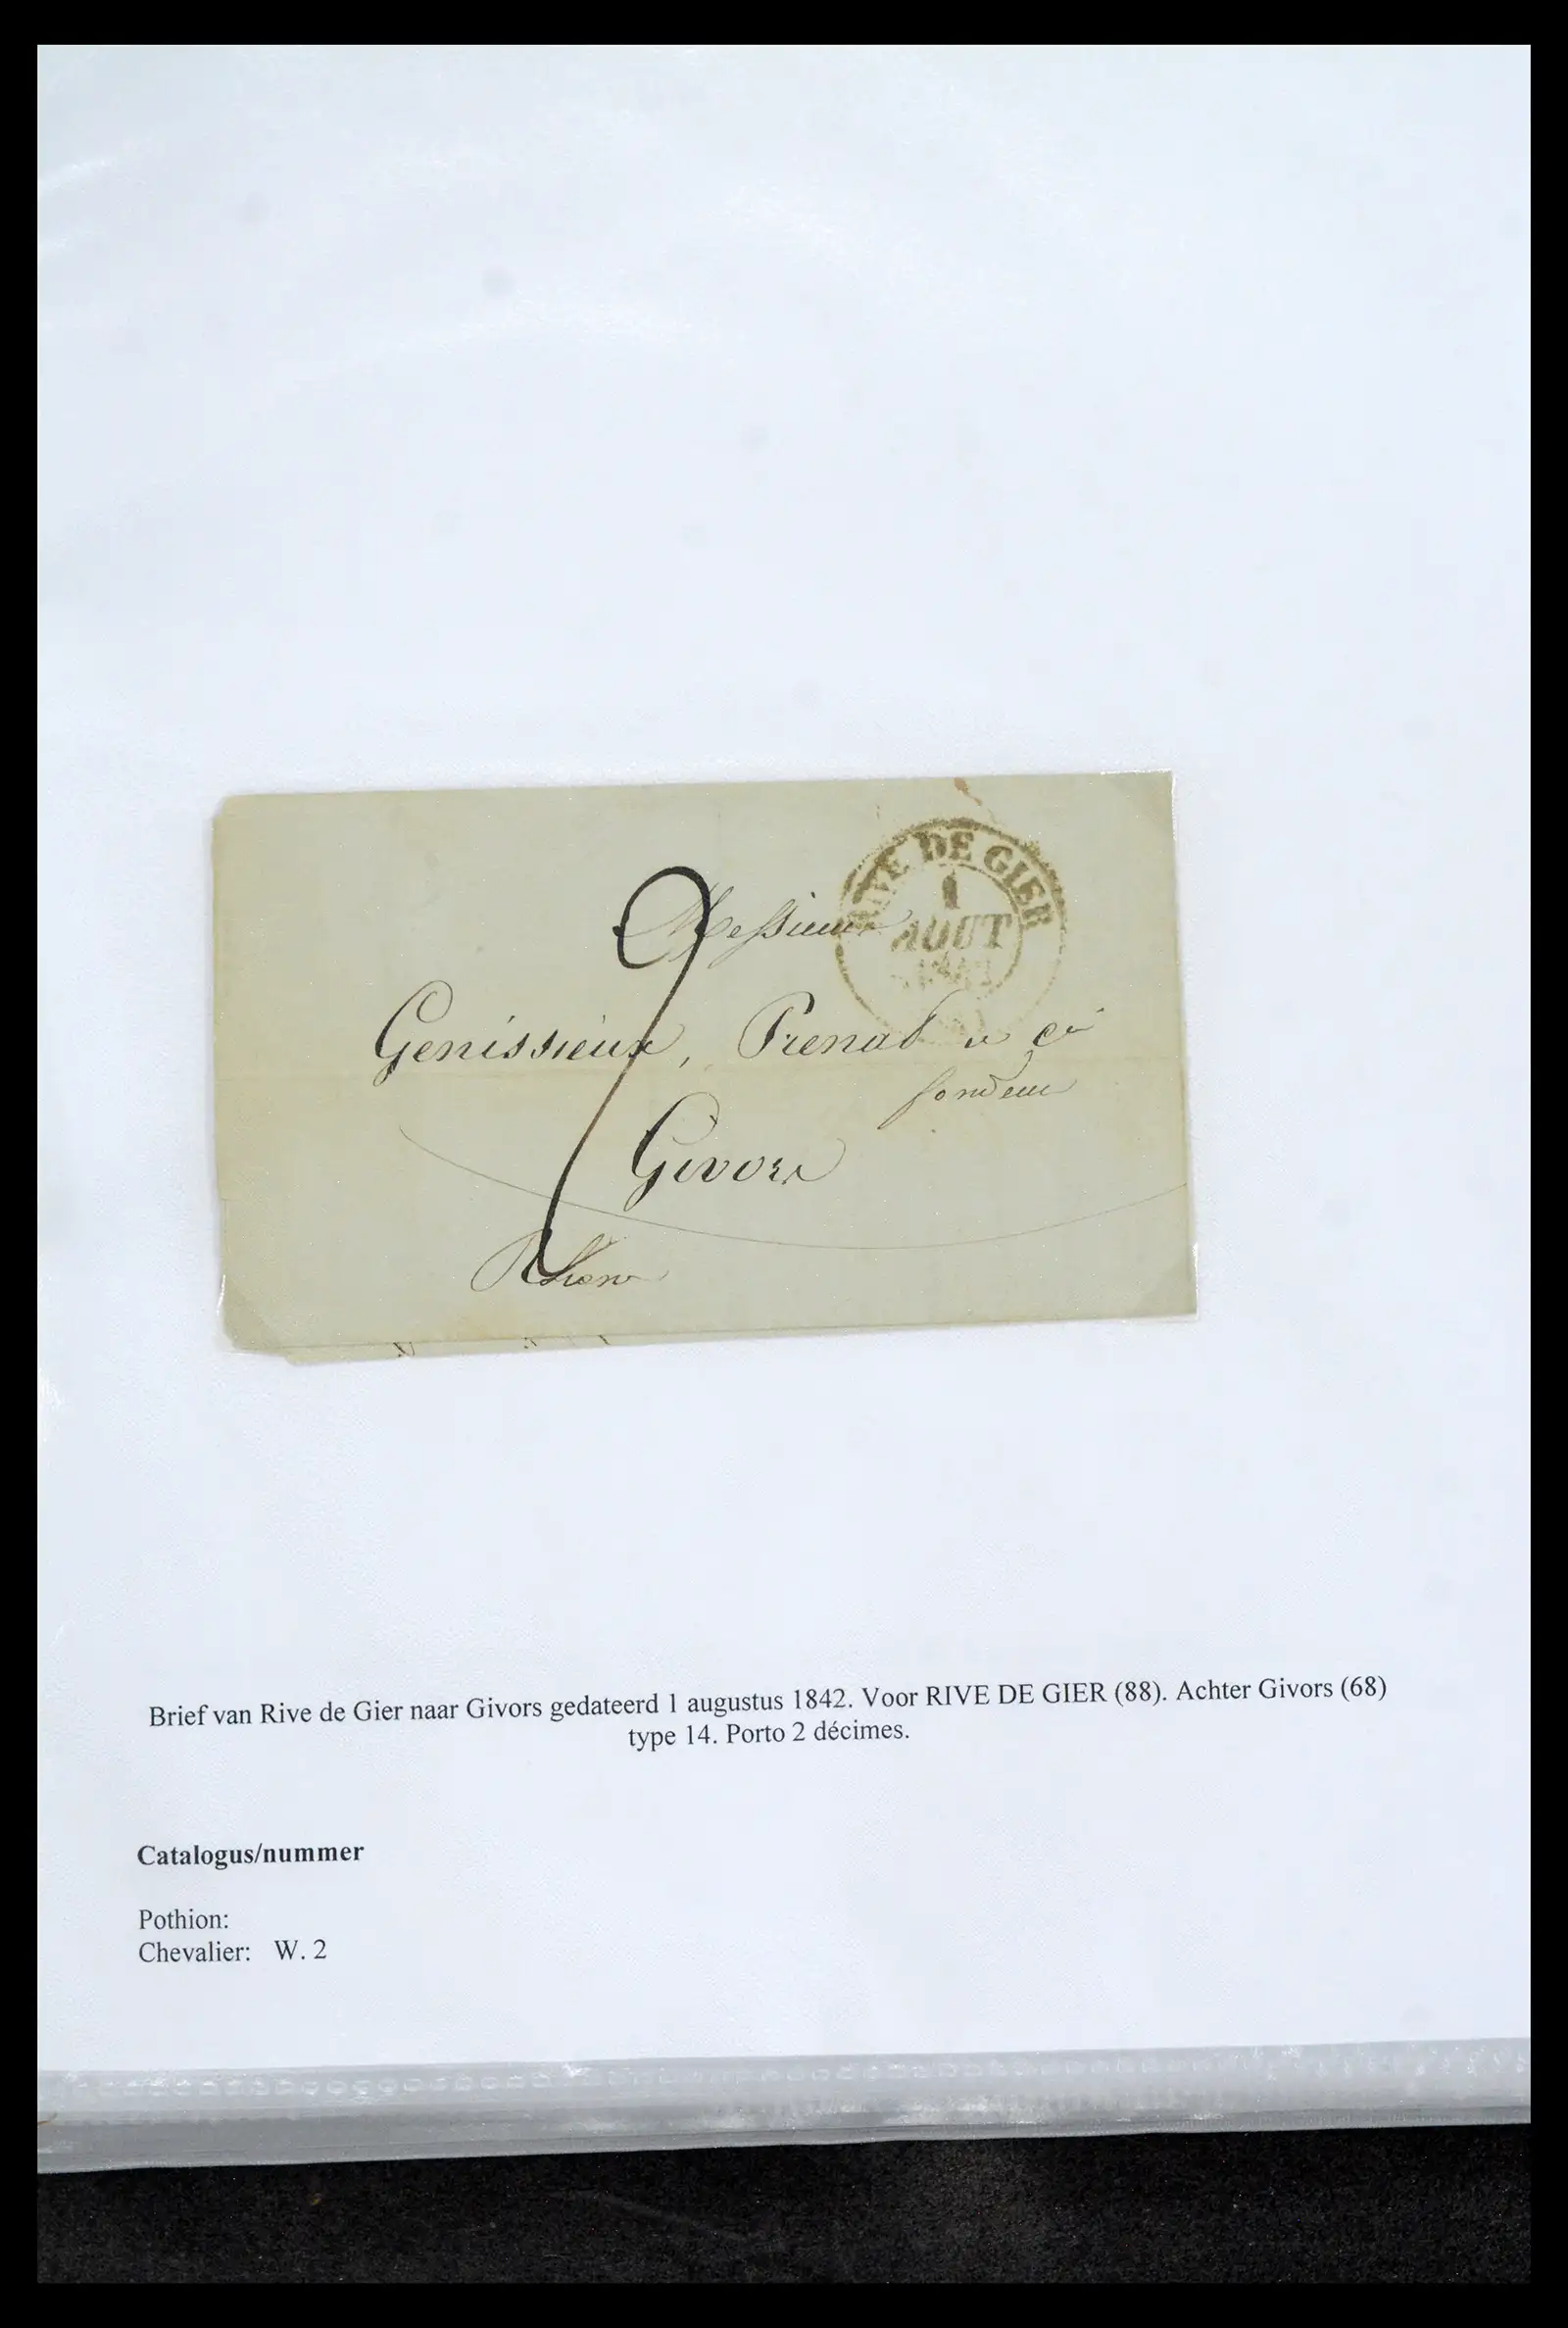 RIVE DE GIER
1
AOUT
2
Messieurs
Genissieux, Prenat & Cie
fondeurs
Givors
Rhône
Brief van Rive de Gier naar Givors gedateerd 1 augustus 1842. Voor RIVE DE GIER (88). Achter Givors (68)
type 14. Porto 2 décimes.
Catalogus/nummer
Pothion:
Chevalier: W. 2